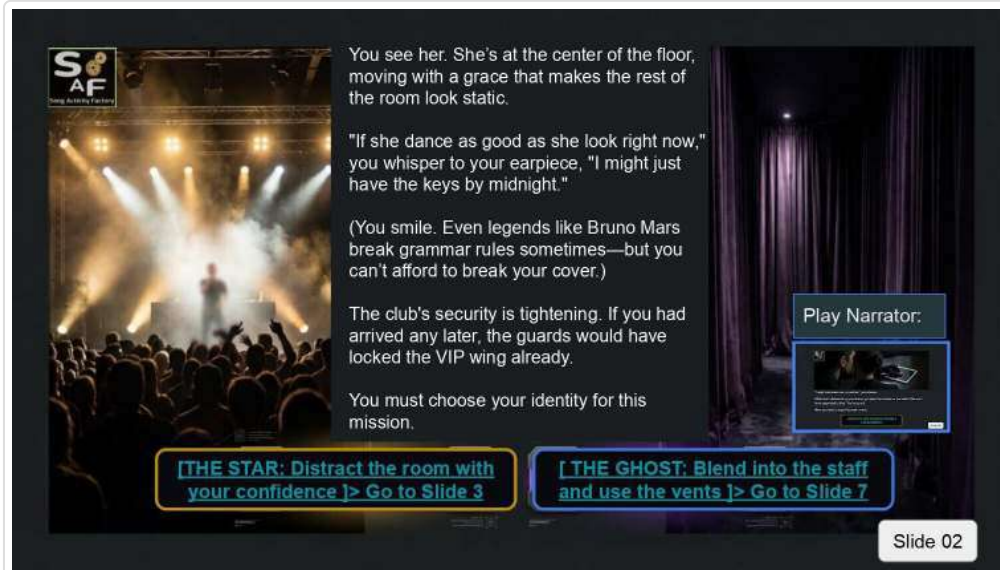 S
AF
Song Activity Factory
You see her. She's at the center of the floor,
moving with a grace that makes the rest of
the room look static.
"If she dance as good as she look right now,"
you whisper to your earpiece, "I might just
have the keys by midnight."
(You smile. Even legends like Bruno Mars
break grammar rules sometimes—but you
can't afford to break your cover.)
The club's security is tightening. If you had
arrived any later, the guards would have
locked the VIP wing already.
You must choose your identity for this
mission.
Play Narrator:
[THE STAR: Distract the room with
your confidence ]> Go to Slide 3
[ THE GHOST: Blend into the staff
and use the vents ]> Go to Slide 7
Slide 02